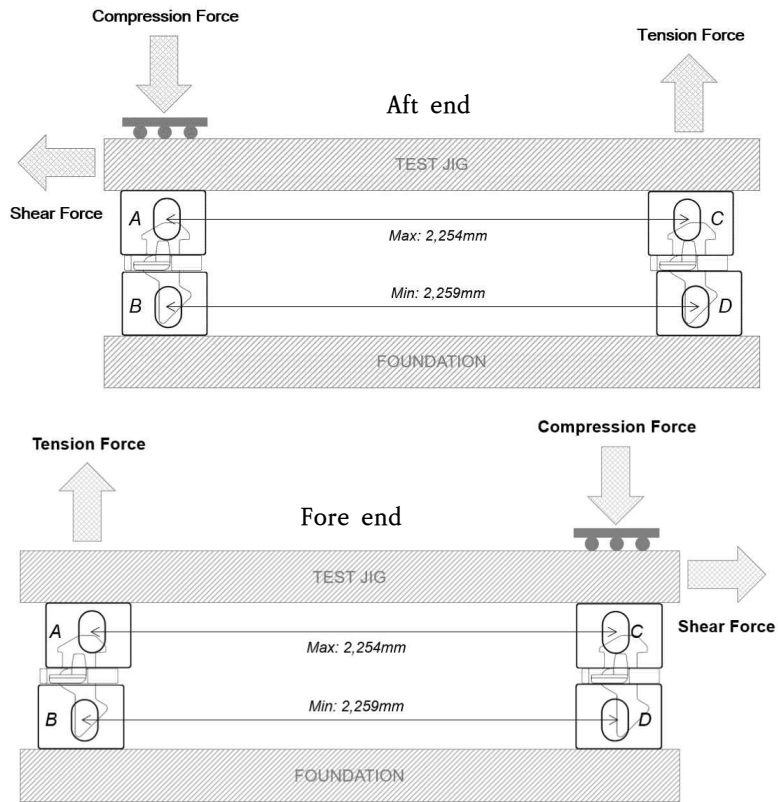 Compression Force
Tension Force
Aft end
TEST JIG
Shear Force
A
C
Max: 2,254mm
B
Min: 2,259mm
D
FOUNDATION
Compression Force
Tension Force
Fore end
TEST JIG
A
C
Shear Force
Max: 2,254mm
B
Min: 2,259mm
D
FOUNDATION